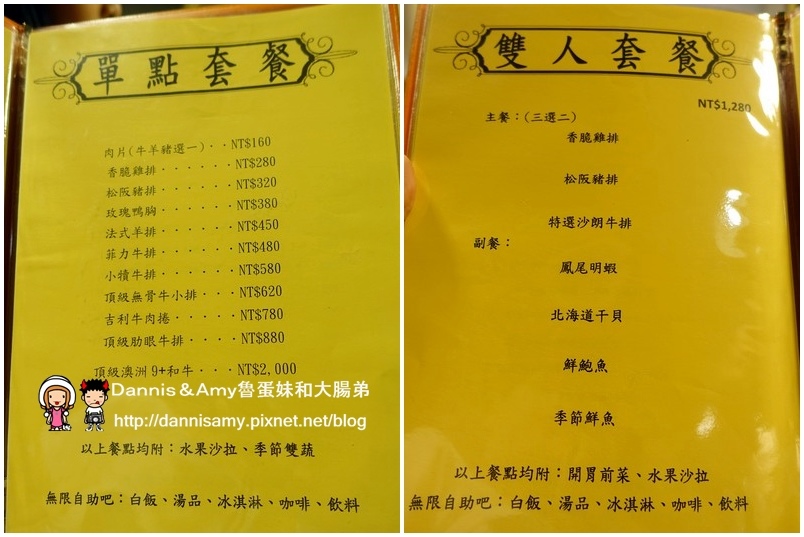 單點套餐
肉片(牛羊豬選一)‧‧NT$160
香脆雞排‧‧‧‧‧‧NT$280
松阪豬排‧‧‧‧‧‧NT$320
玫瑰鴨胸‧‧‧‧‧‧NT$380
法式羊排‧‧‧‧‧‧NT$450
菲力牛排‧‧‧‧‧‧NT$480
小犢牛排‧‧‧‧‧‧NT$580
頂級無骨牛小排‧‧‧NT$620
吉利牛肉捲‧‧‧‧‧NT$780
頂級肋眼牛排‧‧‧‧NT$880
頂級澳洲 9+和牛‧‧‧NT$2,000
Dannis&Amy魯蛋妹和大腸弟
http://dannisamy.pixnet.net/blog
以上餐點均附：水果沙拉、季節雙蔬
無限自助吧：白飯、湯品、冰淇淋、咖啡、飲料
雙人套餐
NT$1,280
主餐：(三選二)
香脆雞排
松阪豬排
特選沙朗牛排
副餐：
鳳尾明蝦
北海道干貝
鮮鮑魚
季節鮮魚
以上餐點均附：開胃前菜、水果沙拉
無限自助吧：白飯、湯品、冰淇淋、咖啡、飲料